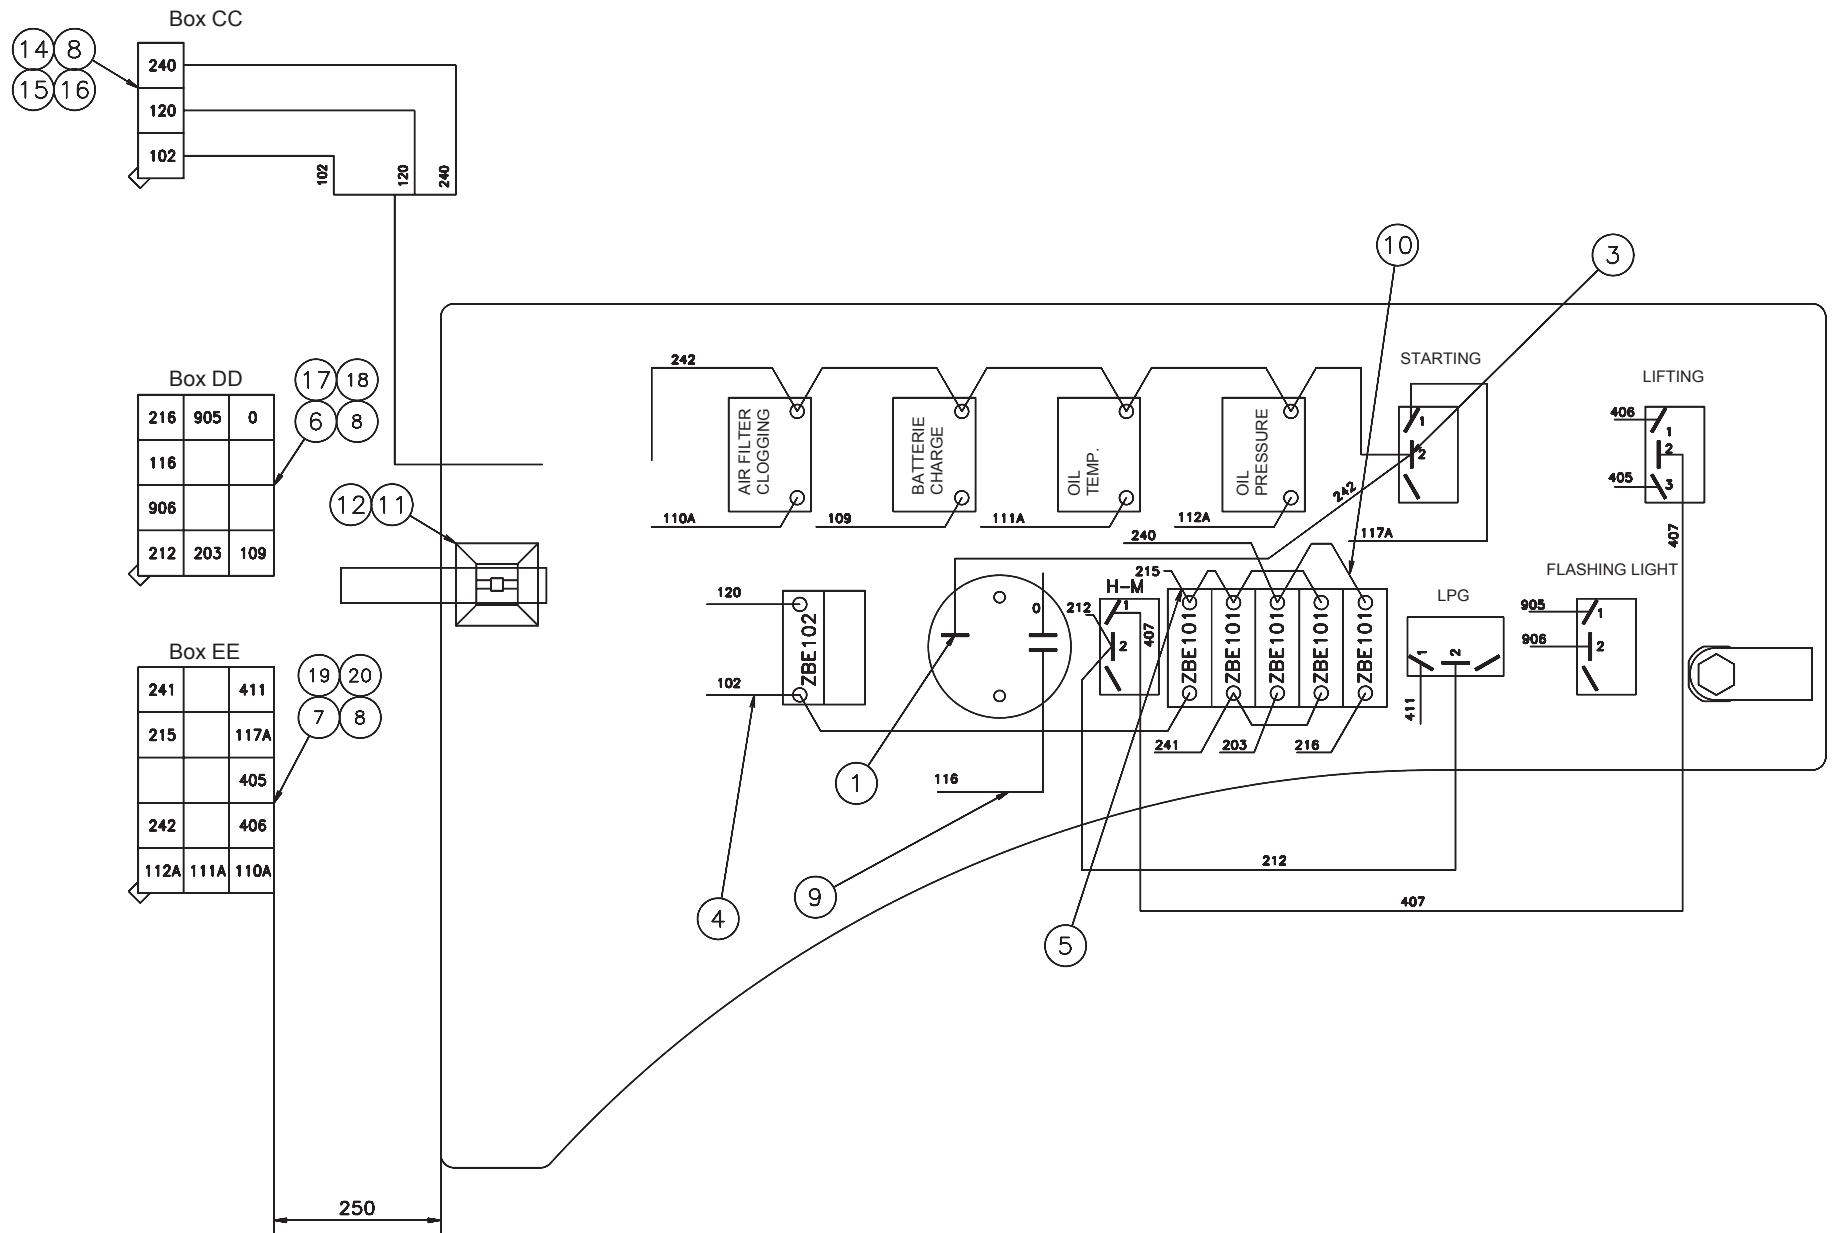 Box CC
14 8
15 16
240
120
102
102
120
240
10
3
Box DD
17 18
6 8
216 905 0
116
906
212 203 109
12 11
242
AIR FILTER
CLOGGING
BATTERIE
CHARGE
OIL
TEMP.
OIL
PRESSURE
STARTING
1
2
LIFTING
406
1
2
405
3
407
110A
109
111A
112A
242
117A
240
215
H-M
212
1
2
407
0
120
ZBE102
102
ZBE101
ZBE101
ZBE101
ZBE101
ZBE101
241
203
216
LPG
1
2
411
FLASHING LIGHT
905
1
906
2
Box EE
19 20
7 8
241 411
215 117A
405
242 406
112A 111A 110A
1
116
4
9
5
212
407
250